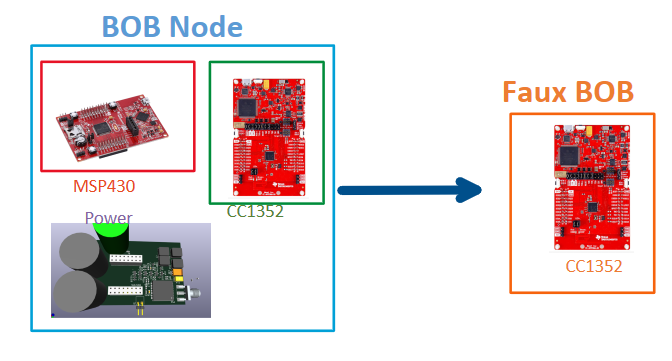 BOB Node
Faux BOB
MSP430
CC1352
Power
CC1352